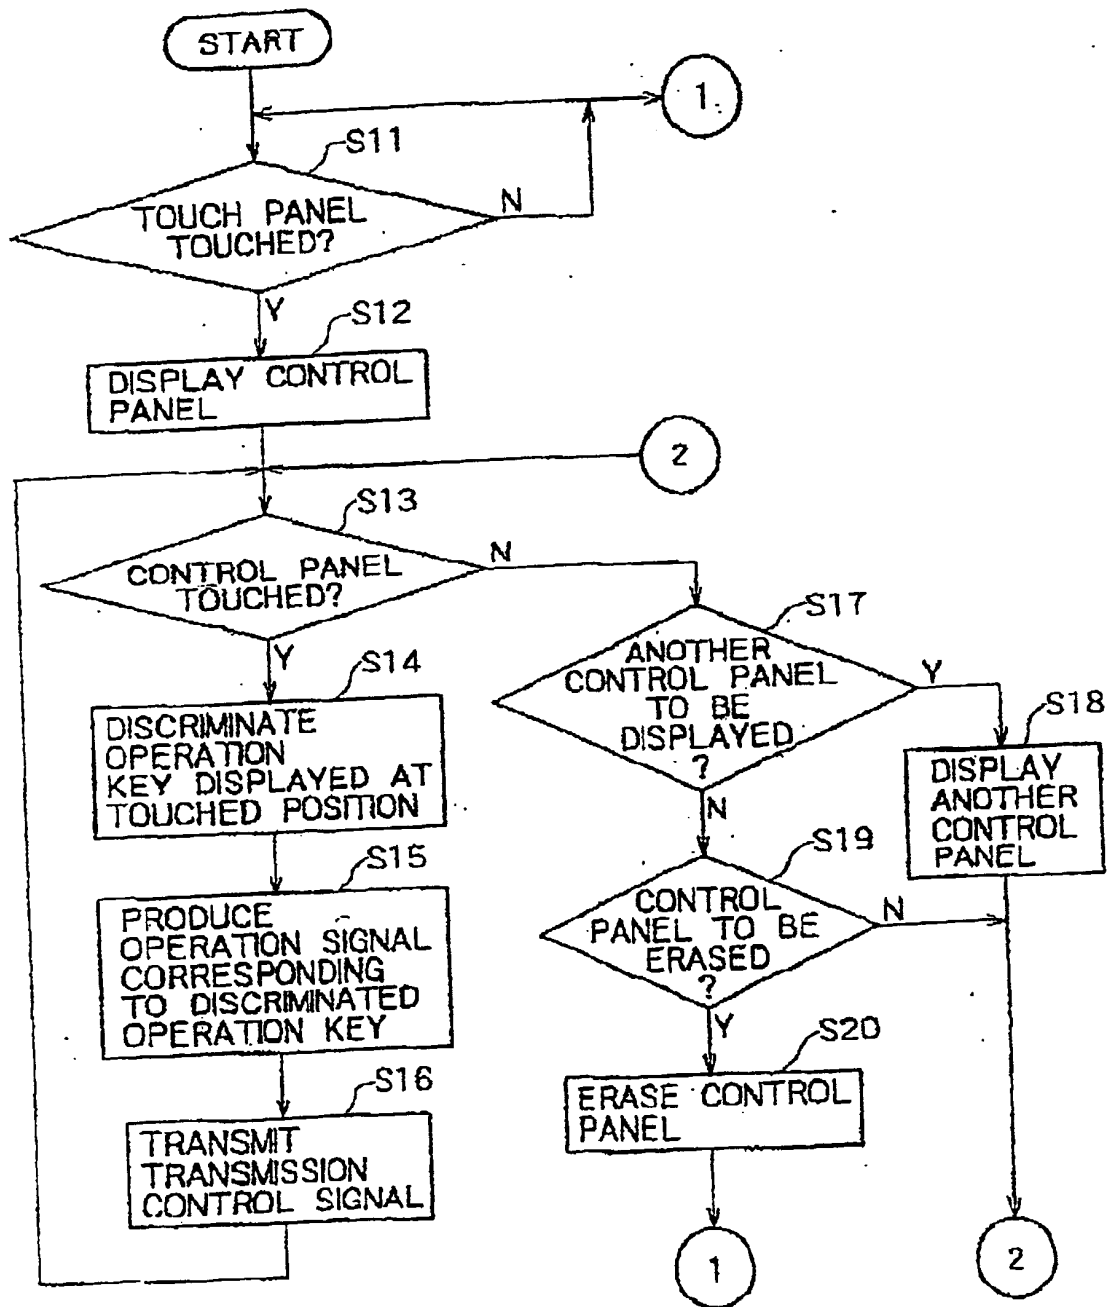 START
1
S11
TOUCH PANEL
TOUCHED?
N
Y
S12
DISPLAY CONTROL
PANEL
2
S13
CONTROL PANEL
TOUCHED?
N
Y
S14
DISCRIMINATE
OPERATION
KEY DISPLAYED AT
TOUCHED POSITION
S15
PRODUCE
OPERATION SIGNAL
CORRESPONDING
TO DISCRIMINATED
OPERATION KEY
S16
TRANSMIT
TRANSMISSION
CONTROL SIGNAL
S17
ANOTHER
CONTROL PANEL
TO BE
DISPLAYED
?
Y
N
S18
DISPLAY
ANOTHER
CONTROL
PANEL
S19
CONTROL
PANEL TO BE
ERASED
?
N
Y
S20
ERASE CONTROL
PANEL
1
2